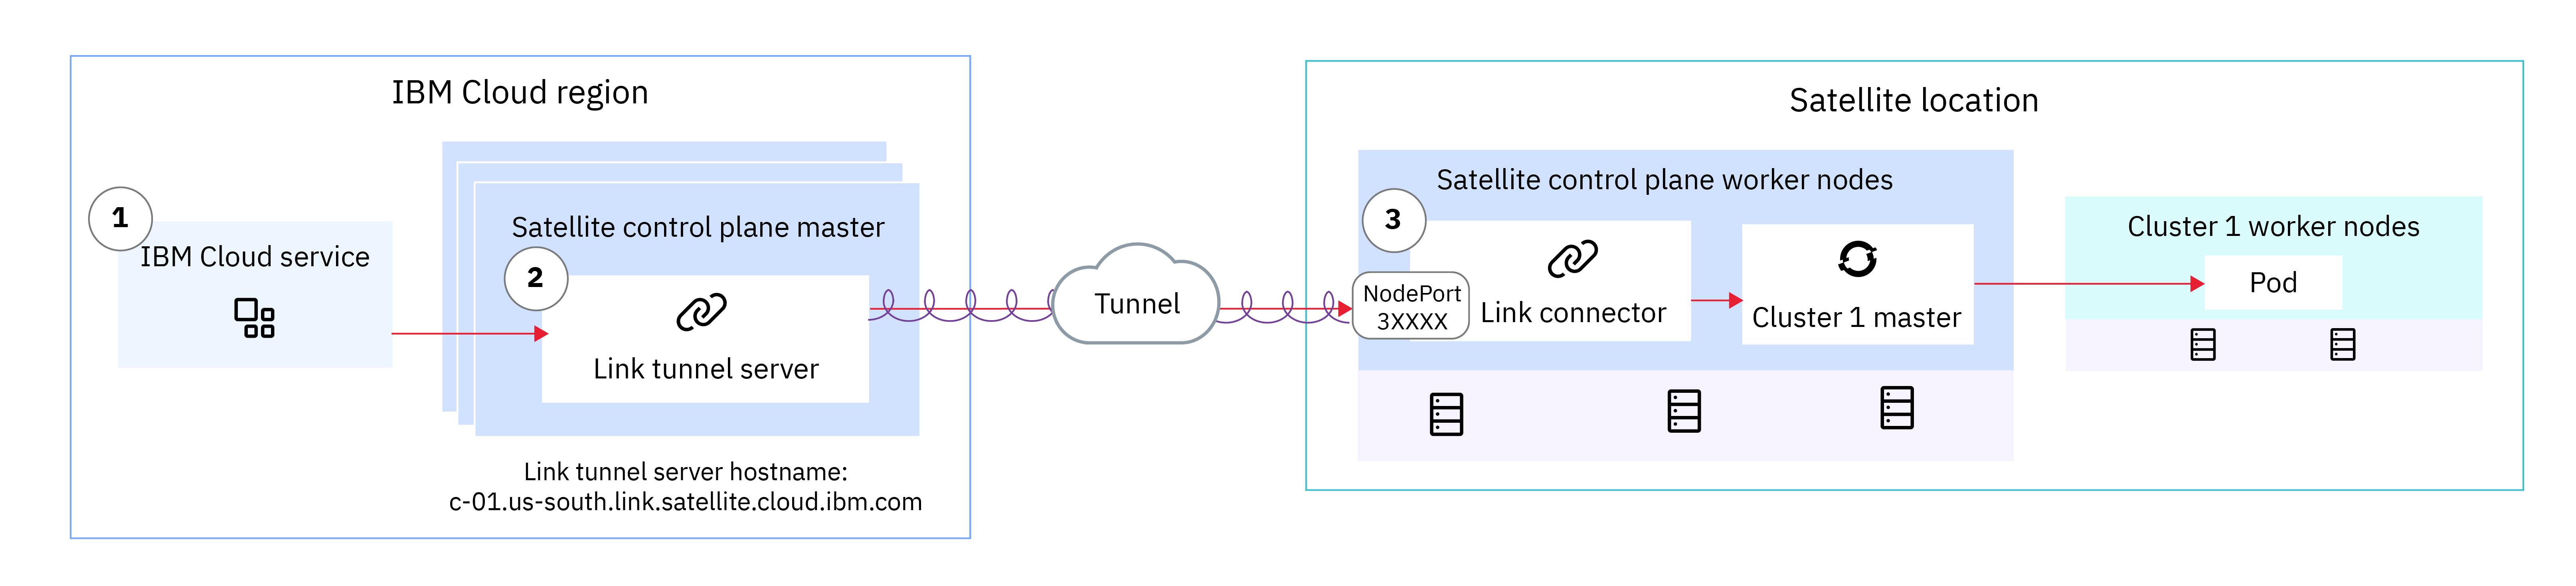 IBM Cloud region
1
IBM Cloud service
Satellite control plane master
2
Link tunnel server
Link tunnel server hostname:
c-01.us-south.link.satellite.cloud.ibm.com
Tunnel
Satellite location
Satellite control plane worker nodes
3
NodePort
3XXXX
Link connector
Cluster 1 master
Cluster 1 worker nodes
Pod